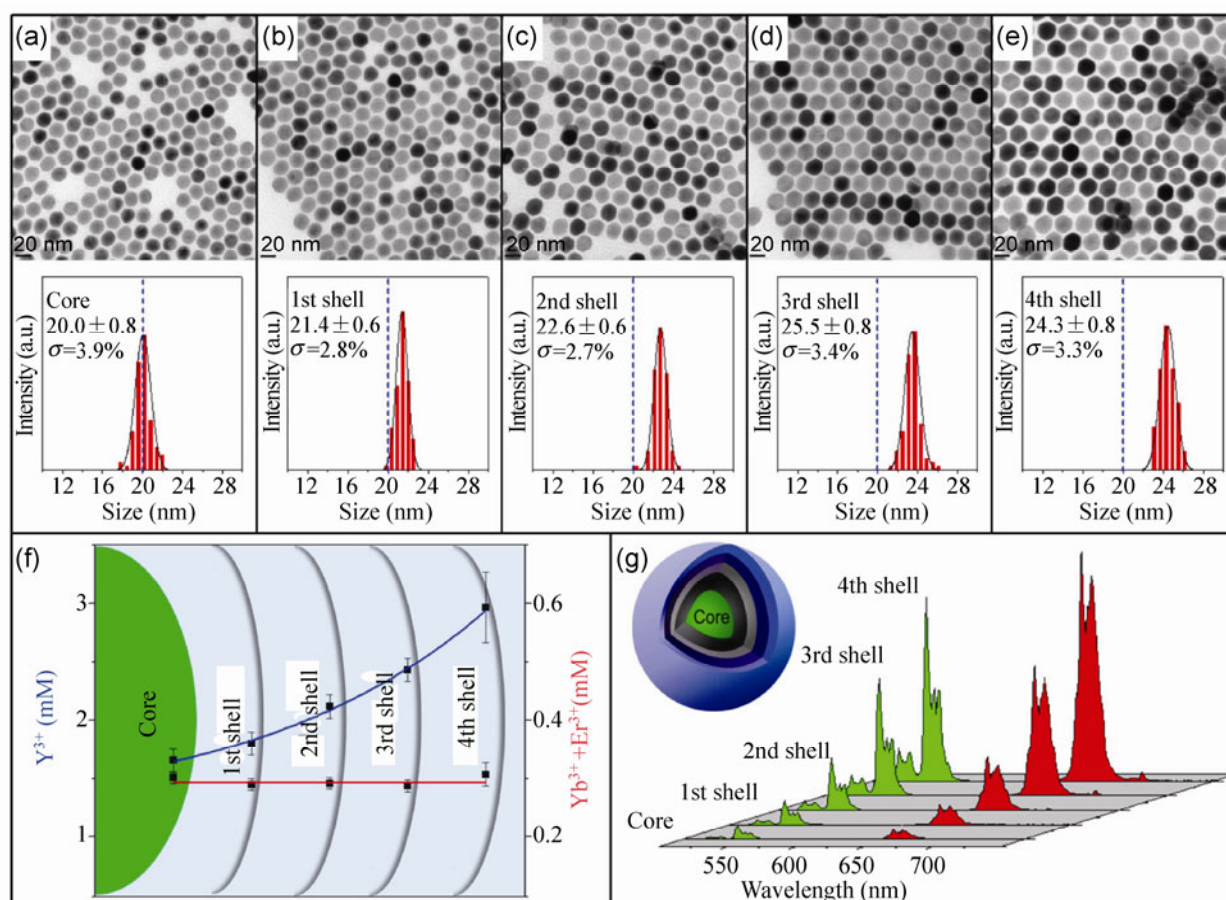 (a)
20 nm
(b)
20 nm
(c)
20 nm
(d)
20 nm
(e)
20 nm
Intensity (a.u.)
Core
20.0 ± 0.8
σ=3.9%
12 16 20 24 28
Size (nm)
Intensity (a.u.)
1st shell
21.4 ± 0.6
σ=2.8%
12 16 20 24 28
Size (nm)
Intensity (a.u.)
2nd shell
22.6 ± 0.6
σ=2.7%
12 16 20 24 28
Size (nm)
Intensity (a.u.)
3rd shell
25.5 ± 0.8
σ=3.4%
12 16 20 24 28
Size (nm)
Intensity (a.u.)
4th shell
24.3 ± 0.8
σ=3.3%
12 16 20 24 28
Size (nm)
(f)
Y³⁺ (mM)
3
2
1
Core
1st shell
2nd shell
3rd shell
4th shell
0.6
0.4
0.2
Yb³⁺+Er³⁺(mM)
(g)
Core
4th shell
3rd shell
2nd shell
1st shell
Core
550 600 650 700
Wavelength (nm)